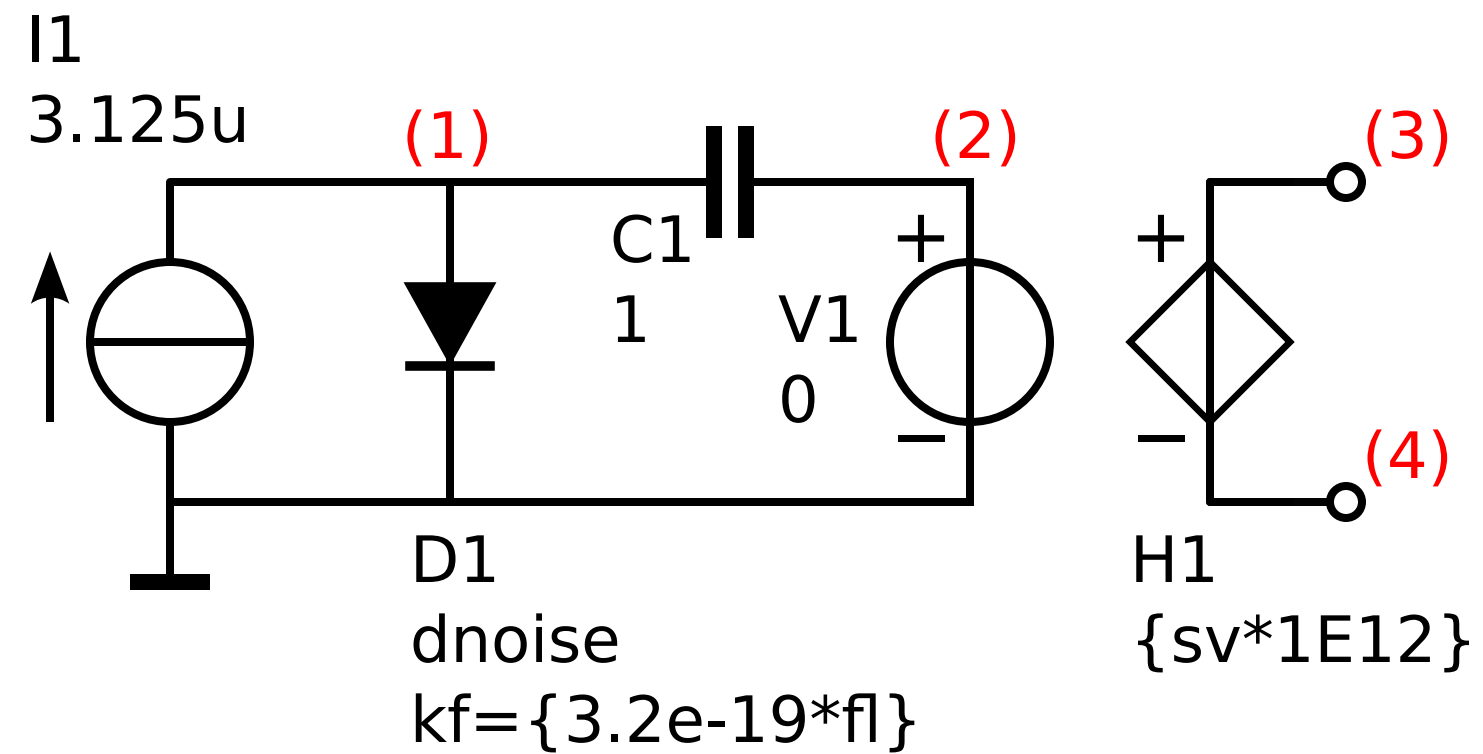 I1
3.125u
(1)
(2)
(3)
C1
1
+
+
V1
0
−
−
(4)
D1
dnoise
kf={3.2e-19*fl}
H1
{sv*1E12}